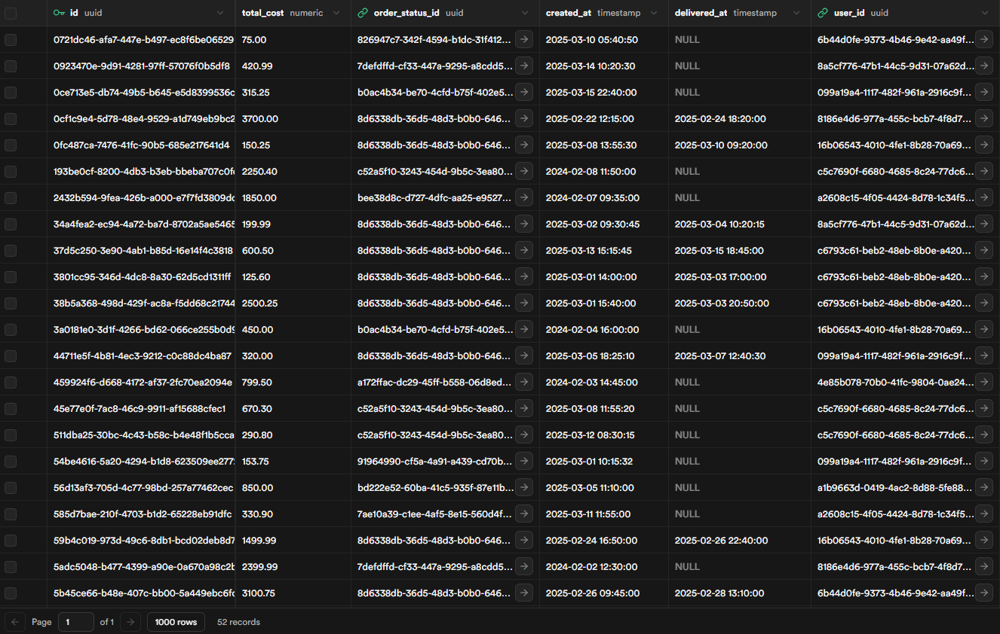 id uuid total_cost numeric order_status_id uuid created_at timestamp delivered_at timestamp user_id uuid
0721dc46-afa7-447e-b497-ec8f6be06529 75.00 826947c7-342f-4594-b1dc-31f412... 2025-03-10 05:40:50 NULL 6b44d0fe-9373-4b46-9e42-aa49f...
0923470e-9d91-4281-97ff-57076f0b5df8 420.99 7defdffd-cf33-447a-9295-a8cdd5... 2025-03-14 10:20:30 NULL 8a5cf776-47b1-44c5-9d31-07a62d...
0ce713e5-db74-49b5-b645-e5d8399536c 315.25 b0ac4b34-be70-4cfd-b75f-402e5... 2025-03-15 22:40:00 NULL 099a19a4-1117-482f-961a-2916c9f...
0cf1c9e4-5d78-48e4-9529-a1d749eb9bc2 3700.00 8d6338db-36d5-48d3-b0b0-646... 2025-02-22 12:15:00 2025-02-24 18:20:00 8186e4d6-977a-455c-bcb7-4f8d7...
0fc487ca-7476-41fc-90b5-685e217641d4 150.25 8d6338db-36d5-48d3-b0b0-646... 2025-03-08 13:55:30 2025-03-10 09:20:00 16b06543-4010-4fe1-8b28-70a69...
193be0cf-8200-4db3-b3eb-bbeba707c0f 2250.40 c52a5f10-3243-454d-9b5c-3ea80... 2024-02-08 11:50:00 NULL c5c7690f-6680-4685-8c24-77dc6...
2432b594-9fea-426b-a000-e7f7fd3809d 1850.00 bee38d8c-d727-4dfc-aa25-e9527... 2024-02-07 09:35:00 NULL a2608c15-4f05-4424-8d78-1c34f5...
34a4fea2-ec94-4a72-ba7d-8702a5ae5465 199.99 8d6338db-36d5-48d3-b0b0-646... 2025-03-02 09:30:45 2025-03-04 10:20:15 8a5cf776-47b1-44c5-9d31-07a62d...
37d5c250-3e90-4ab1-b85d-16e14f4c3818 600.50 8d6338db-36d5-48d3-b0b0-646... 2025-03-13 15:15:45 2025-03-15 18:45:00 c6793c61-beb2-48eb-8b0e-a420...
3801cc95-346d-4dc8-8a30-62d5cd1311ff 125.60 8d6338db-36d5-48d3-b0b0-646... 2025-03-01 14:00:00 2025-03-03 17:00:00 c6793c61-beb2-48eb-8b0e-a420...
38b5a368-498d-429f-ac8a-f5dd68c21744 2500.25 8d6338db-36d5-48d3-b0b0-646... 2025-03-01 15:40:00 2025-03-03 20:50:00 c6793c61-beb2-48eb-8b0e-a420...
3a0181e0-3d1f-4266-bd62-066ce255b0d9 450.00 b0ac4b34-be70-4cfd-b75f-402e5... 2024-02-04 16:00:00 NULL 16b06543-4010-4fe1-8b28-70a69...
44711e5f-4b81-4ec3-9212-c0c88dc4ba87 320.00 8d6338db-36d5-48d3-b0b0-646... 2025-03-05 18:25:10 2025-03-07 12:40:30 099a19a4-1117-482f-961a-2916c9f...
459924f6-d668-4172-af37-2fc70ea2094e 799.50 a172ffac-dc29-45ff-b558-06d8ed... 2024-02-03 14:45:00 NULL 4e85b078-70b0-41fc-9804-0ae24...
45e77e0f-7ac8-46c9-9911-af15688cfec1 670.30 c52a5f10-3243-454d-9b5c-3ea80... 2025-03-08 11:55:20 NULL c5c7690f-6680-4685-8c24-77dc6...
511dba25-30bc-4c43-b58c-b4e48f1b5cca 290.80 c52a5f10-3243-454d-9b5c-3ea80... 2025-03-12 08:30:15 NULL c5c7690f-6680-4685-8c24-77dc6...
54be4616-5a20-4294-b1d8-623509ee277 153.75 91964990-cf5a-4a91-a439-cd70b... 2025-03-01 10:15:32 NULL 099a19a4-1117-482f-961a-2916c9f...
56d13af3-705d-4c77-98bd-257a77462cec 850.00 bd222e52-60ba-41c5-935f-87e11b... 2025-03-05 11:10:00 NULL a1b9663d-0419-4ac2-8d88-5fe88...
585d7bae-210f-4703-b1d2-65228eb91dfc 330.90 7ae10a39-c1ee-4af5-8e15-560d4f... 2025-03-11 11:55:00 NULL a2608c15-4f05-4424-8d78-1c34f5...
59b4c019-973d-49c6-8db1-bcd02deb8d7 1499.99 8d6338db-36d5-48d3-b0b0-646... 2025-02-24 16:50:00 2025-02-26 22:40:00 16b06543-4010-4fe1-8b28-70a69...
5adc5048-b477-4399-a90e-0a670a98c2b 2399.99 7defdffd-cf33-447a-9295-a8cdd5... 2024-02-02 12:30:00 NULL 8186e4d6-977a-455c-bcb7-4f8d7...
5b45ce66-b48e-407c-bb00-5a449ebc6f 3100.75 8d6338db-36d5-48d3-b0b0-646... 2025-02-26 09:45:00 2025-02-28 13:10:00 6b44d0fe-9373-4b46-9e42-aa49f...
Page 1 of 1 1000 rows 52 records